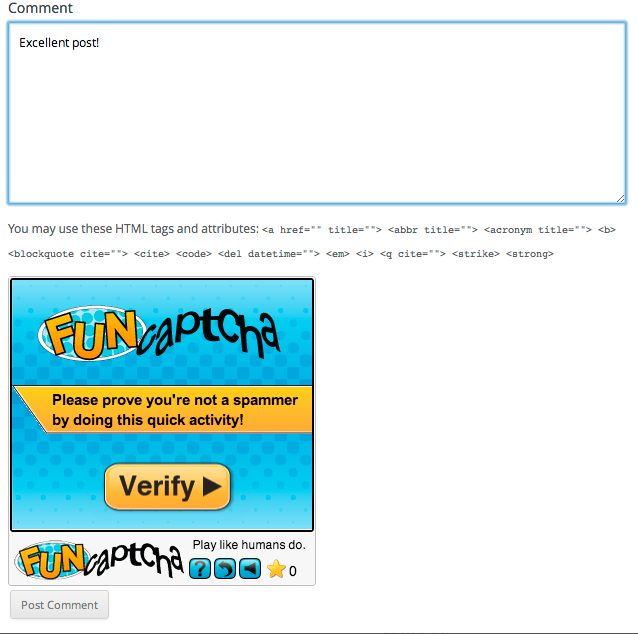 Comment
Excellent post!
You may use these HTML tags and attributes: <a href="" title=""> <abbr title=""> <acronym title=""> <b>
<blockquote cite=""> <cite> <code> <del datetime=""> <em> <i> <q cite=""> <strike> <strong>
FUNcaptcha
Please prove you're not a spammer
by doing this quick activity!
Verify ▶
FUNcaptcha
Play like humans do.
? 0
Post Comment